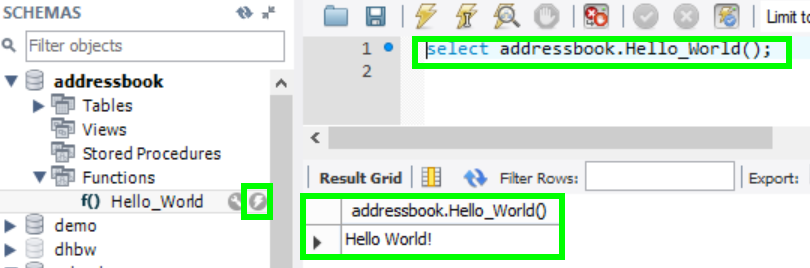 SCHEMAS
Filter objects
addressbook
Tables
Views
Stored Procedures
Functions
f() Hello_World
demo
dhbw
Limit to
1 select addressbook.Hello_World();
2
Result Grid Filter Rows: Export:
addressbook.Hello_World()
Hello World!